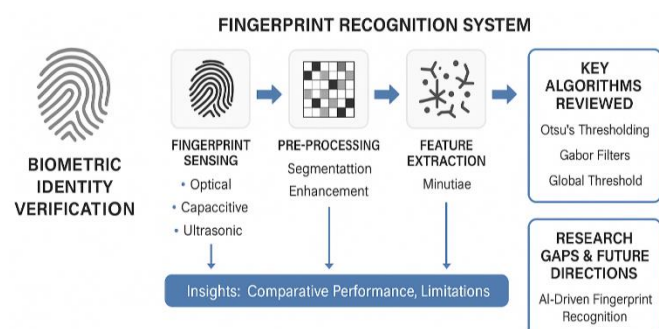 FINGERPRINT RECOGNITION SYSTEM
BIOMETRIC
IDENTITY
VERIFICATION
FINGERPRINT
SENSING
• Optical
• Capaccitive
• Ultrasonic
PRE-PROCESSING
Segmentattion
Enhancement
FEATURE
EXTRACTION
Minutiae
Insights: Comparative Performance, Limitations
KEY
ALGORITHMS
REVIEWED
Otsu's Thresholding
Gabor Filters
Global Threshold
RESEARCH
GAPS & FUTURE
DIRECTIONS
AI-Driven Fingerprint
Recognition